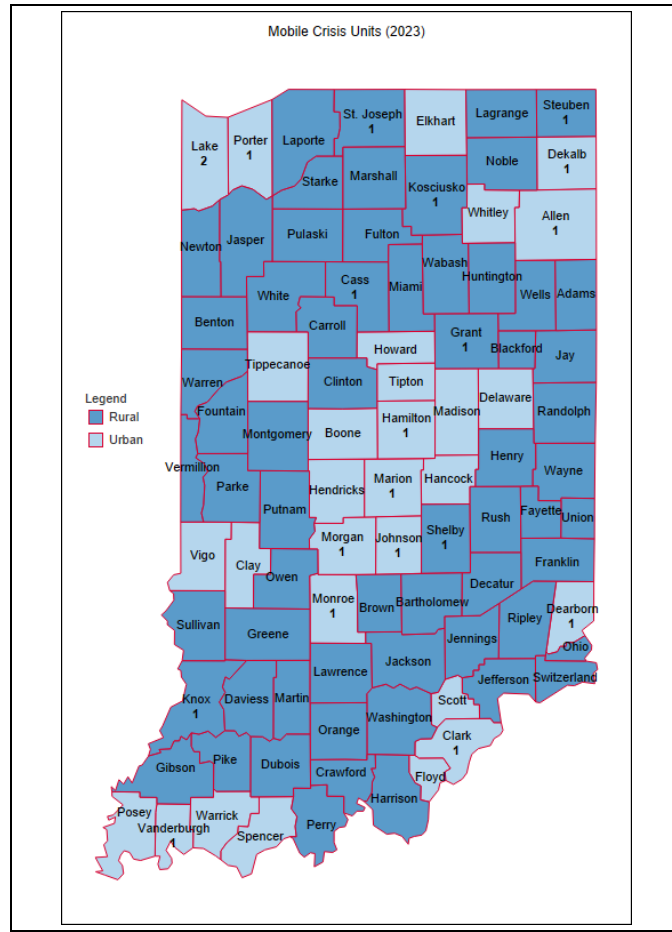 Mobile Crisis Units (2023)
Steuben
1
St. Joseph
1
Lagrange
Elkhart
Porter
1
Laporte
Lake
2
Dekalb
1
Noble
Marshall
Starke
Kosciusko
1
Whitley
Allen
1
Pulaski
Fulton
Jasper
Newton
Wabash
Huntington
Cass
1
Miami
Wells
Adams
White
Benton
Carroll
Grant
1
Blackford
Jay
Howard
Tippecanoe
Clinton
Tipton
Warren
Legend
Rural
Urban
Fountain
Montgomery
Boone
Hamilton
1
Madison
Delaware
Randolph
Henry
Wayne
Vermillion
Parke
Putnam
Hendricks
Marion
1
Hancock
Fayette
Union
Rush
Shelby
1
Morgan
1
Johnson
1
Vigo
Clay
Owen
Franklin
Decatur
Monroe
1
Brown
Bartholomew
Dearborn
1
Ripley
Sullivan
Greene
Jennings
Ohio
Jackson
Lawrence
Switzerland
Jefferson
Knox
1
Daviess
Martin
Scott
Washington
Orange
Clark
1
Pike
Dubois
Gibson
Crawford
Floyd
Harrison
Posey
Warrick
Vanderburgh
1
Spencer
Perry